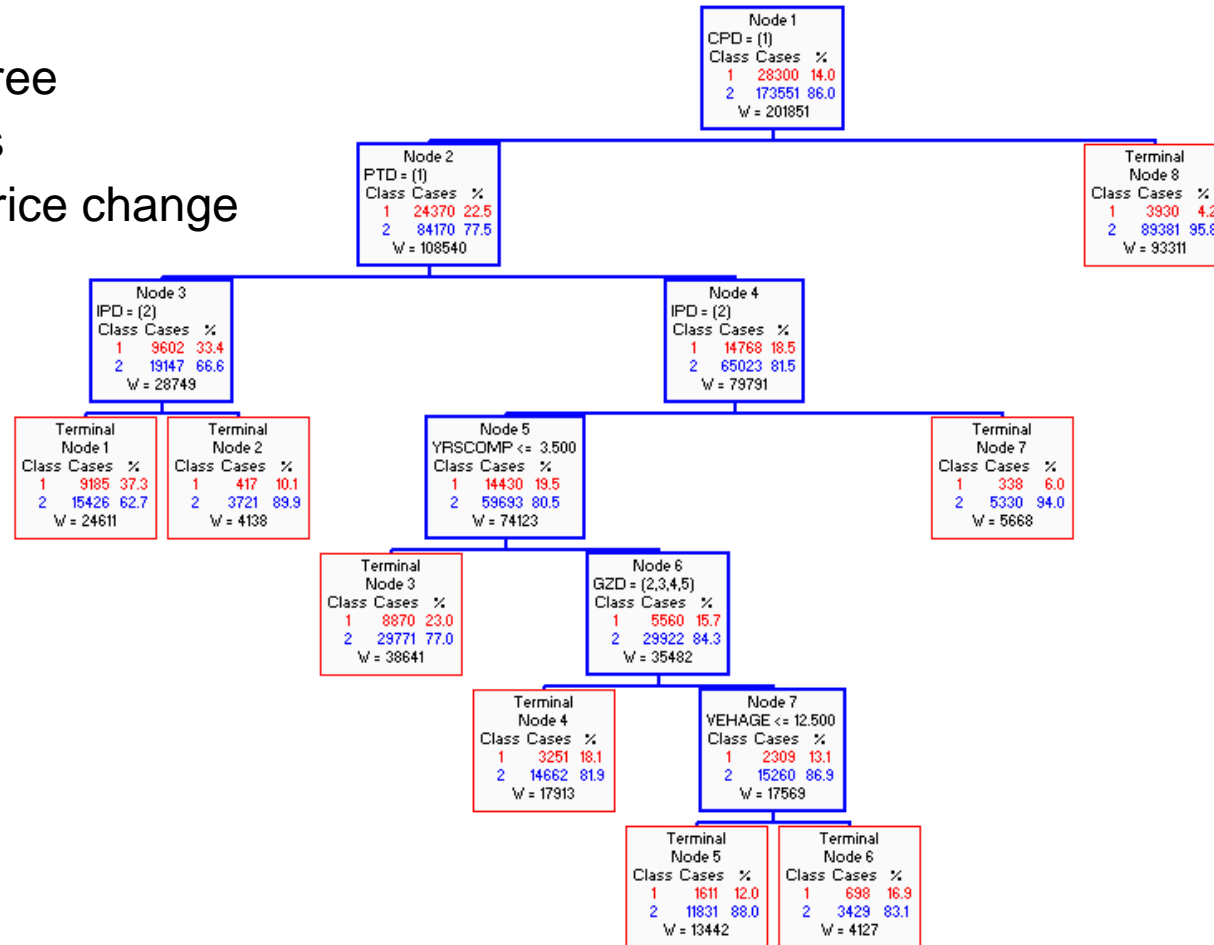 ree
s
rice change
Node 1
CPD = (1)
Class Cases %
1 28300 14.0
2 173551 86.0
W = 201851
Node 2
PTD = (1)
Class Cases %
1 24370 22.5
2 84170 77.5
W = 108540
Terminal
Node 8
Class Cases %
1 3930 4.2
2 89381 95.8
W = 93311
Node 3
IPD = (2)
Class Cases %
1 9602 33.4
2 19147 66.6
W = 28749
Node 4
IPD = (2)
Class Cases %
1 14768 18.5
2 65023 81.5
W = 79791
Terminal
Node 1
Class Cases %
1 9185 37.3
2 15426 62.7
W = 24611
Terminal
Node 2
Class Cases %
1 417 10.1
2 3721 89.9
W = 4138
Node 5
YRSCOMP <= 3.500
Class Cases %
1 14430 19.5
2 59693 80.5
W = 74123
Terminal
Node 7
Class Cases %
1 338 6.0
2 5330 94.0
W = 5668
Terminal
Node 3
Class Cases %
1 8870 23.0
2 29771 77.0
W = 38641
Node 6
GZD = (2,3,4,5)
Class Cases %
1 5560 15.7
2 29922 84.3
W = 35482
Terminal
Node 4
Class Cases %
1 3251 18.1
2 14662 81.9
W = 17913
Node 7
VEHAGE <= 12.500
Class Cases %
1 2309 13.1
2 15260 86.9
W = 17569
Terminal
Node 5
Class Cases %
1 1611 12.0
2 11831 88.0
W = 13442
Terminal
Node 6
Class Cases %
1 698 16.9
2 3429 83.1
W = 4127